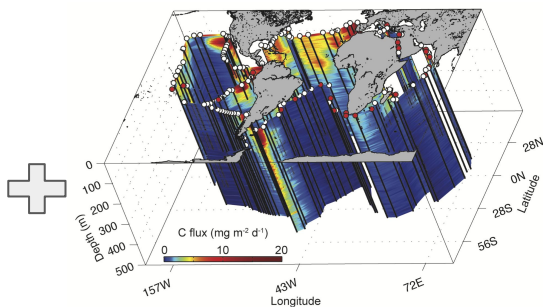 0
100
200
300
400
500
Depth (m)
C flux (mg m⁻² d⁻¹)
0 10 20
157W
43W
72E
Longitude
28N
0N
28S
56S
Latitude